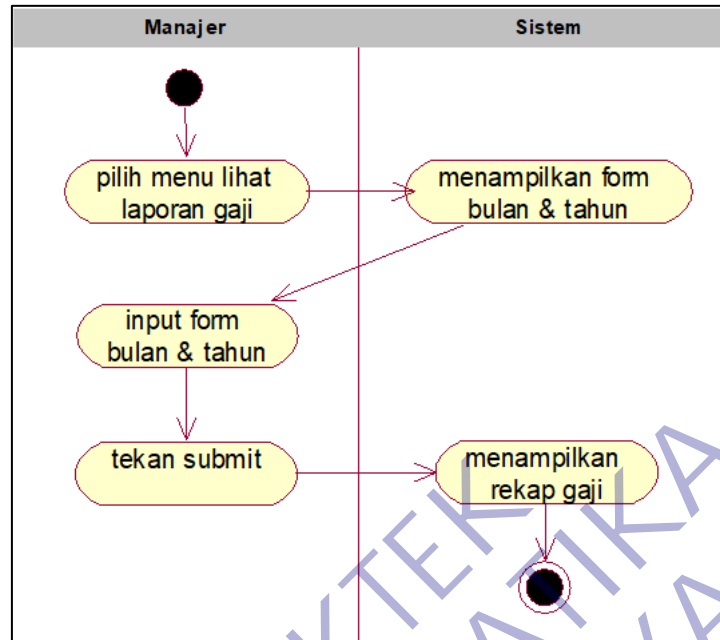 Manajer
Sistem
pilih menu lihat
laporan gaji
menampilkan form
bulan & tahun
input form
bulan & tahun
tekan submit
menampilkan
rekap gaji